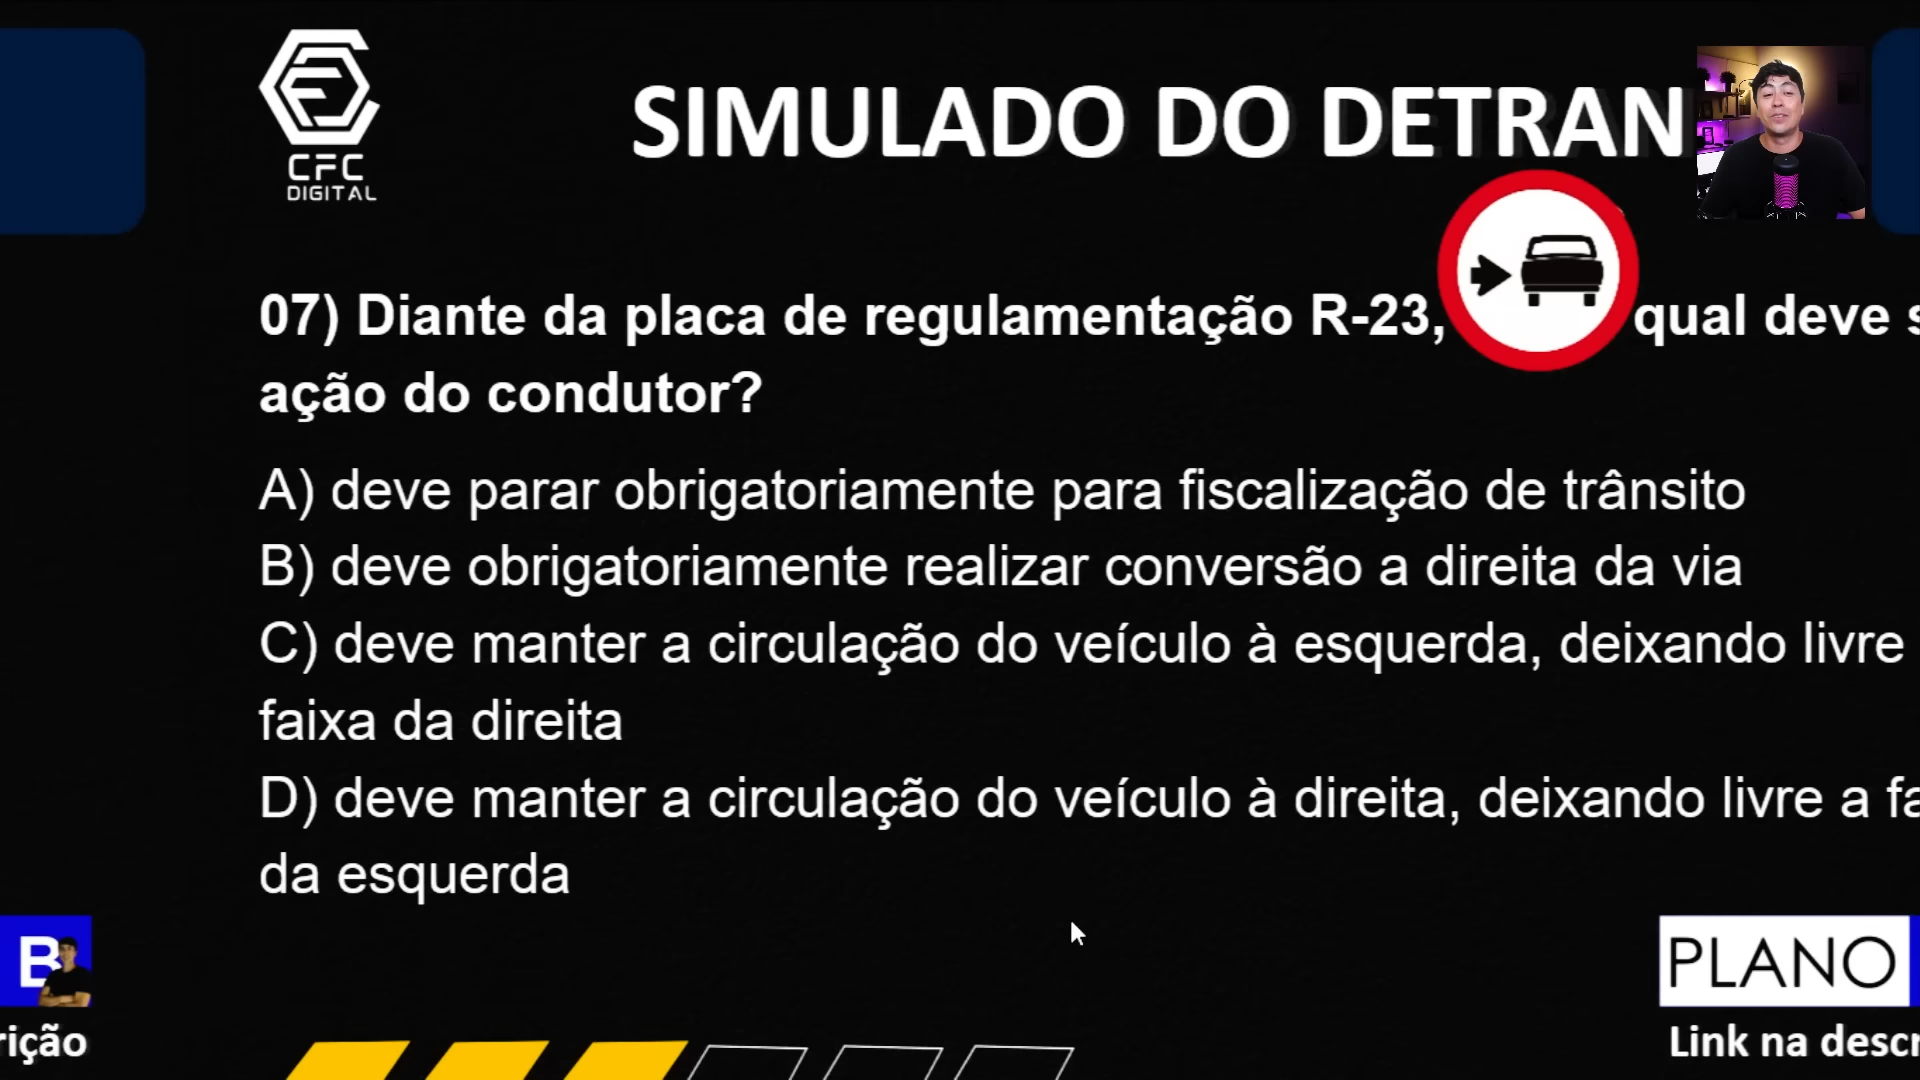 CFC
DIGITAL
SIMULADO DO DETRAN
07) Diante da placa de regulamentação R-23, qual deve s
ação do condutor?
A) deve parar obrigatoriamente para fiscalização de trânsito
B) deve obrigatoriamente realizar conversão a direita da via
C) deve manter a circulação do veículo à esquerda, deixando livre
faixa da direita
D) deve manter a circulação do veículo à direita, deixando livre a fa
da esquerda
B
rição
PLANO
Link na descr